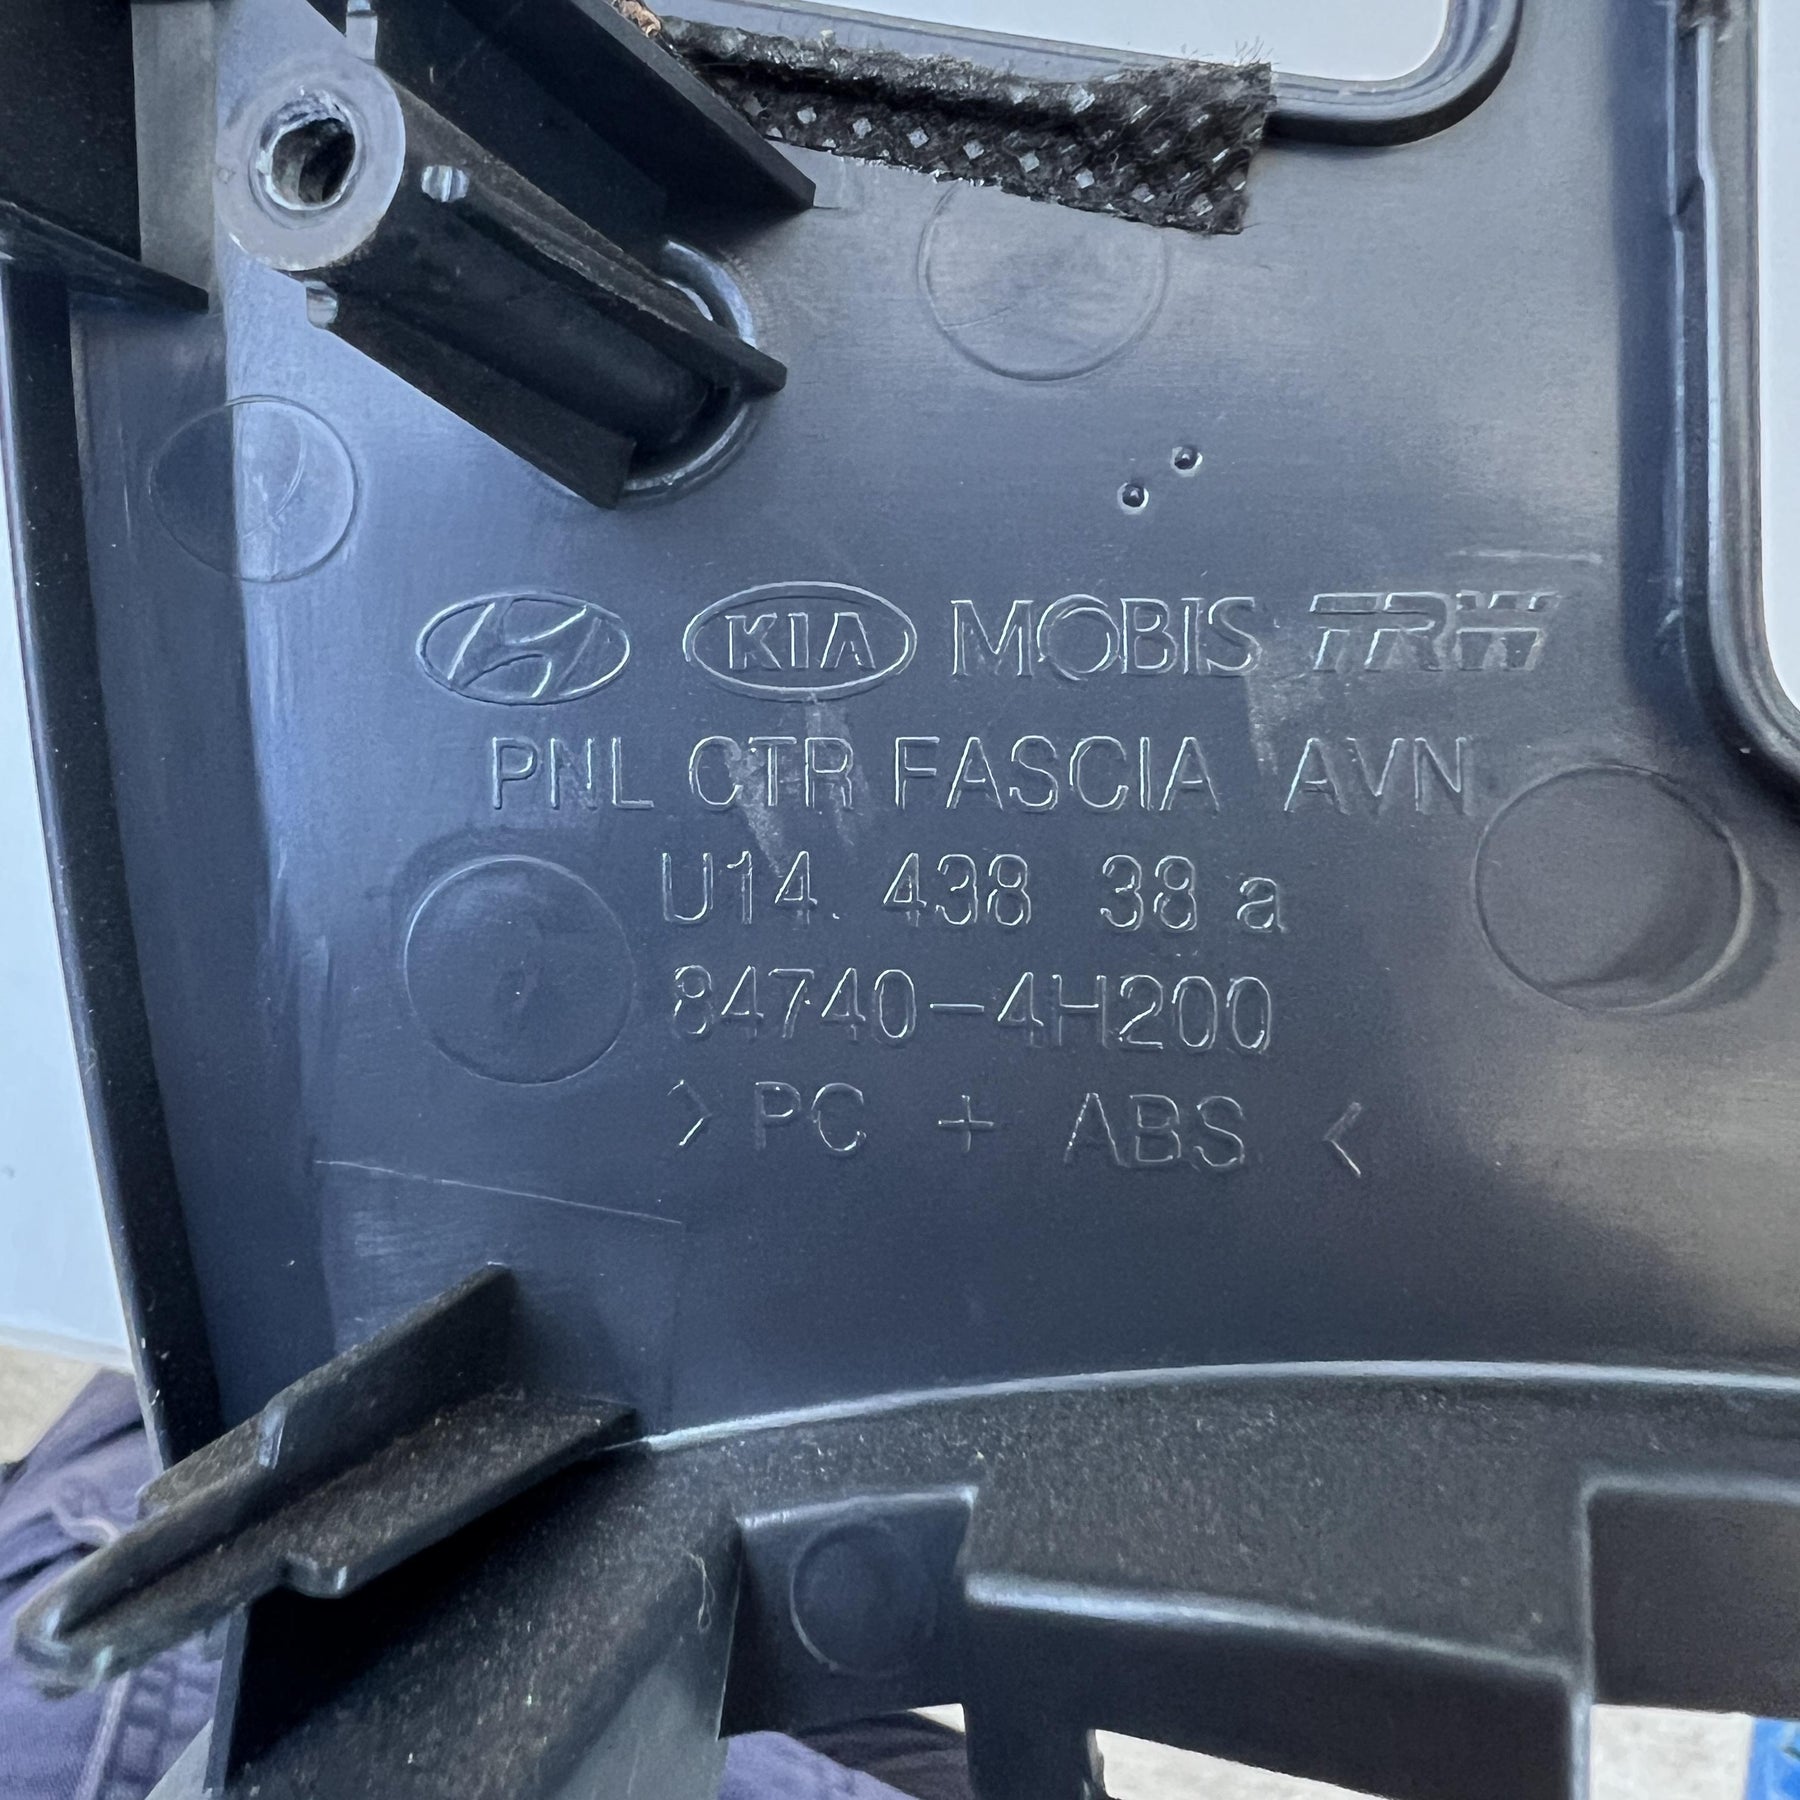 KIA MOBIS TRW
PNL CTR FASCIA AVN
U14. 438 38 a
84740-4H200
>PC + ABS<